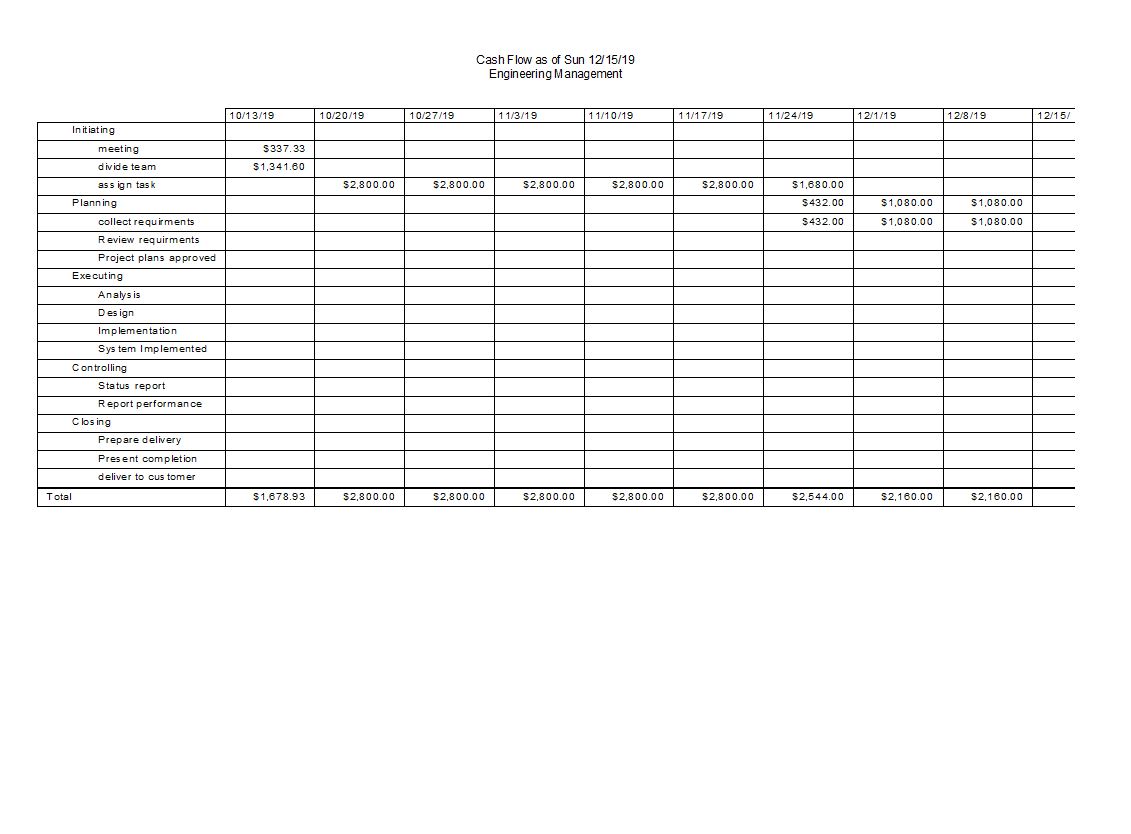 Cash Flow as of Sun 12/15/19
Engineering Management
10/13/19 10/20/19 10/27/19 11/3/19 11/10/19 11/17/19 11/24/19 12/1/19 12/8/19 12/15/
Initiating
meeting $337.33
divide team $1,341.60
assign task $2,800.00 $2,800.00 $2,800.00 $2,800.00 $2,800.00 $1,680.00
Planning $432.00 $1,080.00 $1,080.00
collect requirments $432.00 $1,080.00 $1,080.00
Review requirments
Project plans approved
Executing
Analysis
Design
Implementation
System Implemented
Controlling
Status report
Report performance
Closing
Prepare delivery
Present completion
deliver to customer
Total $1,678.93 $2,800.00 $2,800.00 $2,800.00 $2,800.00 $2,800.00 $2,544.00 $2,160.00 $2,160.00